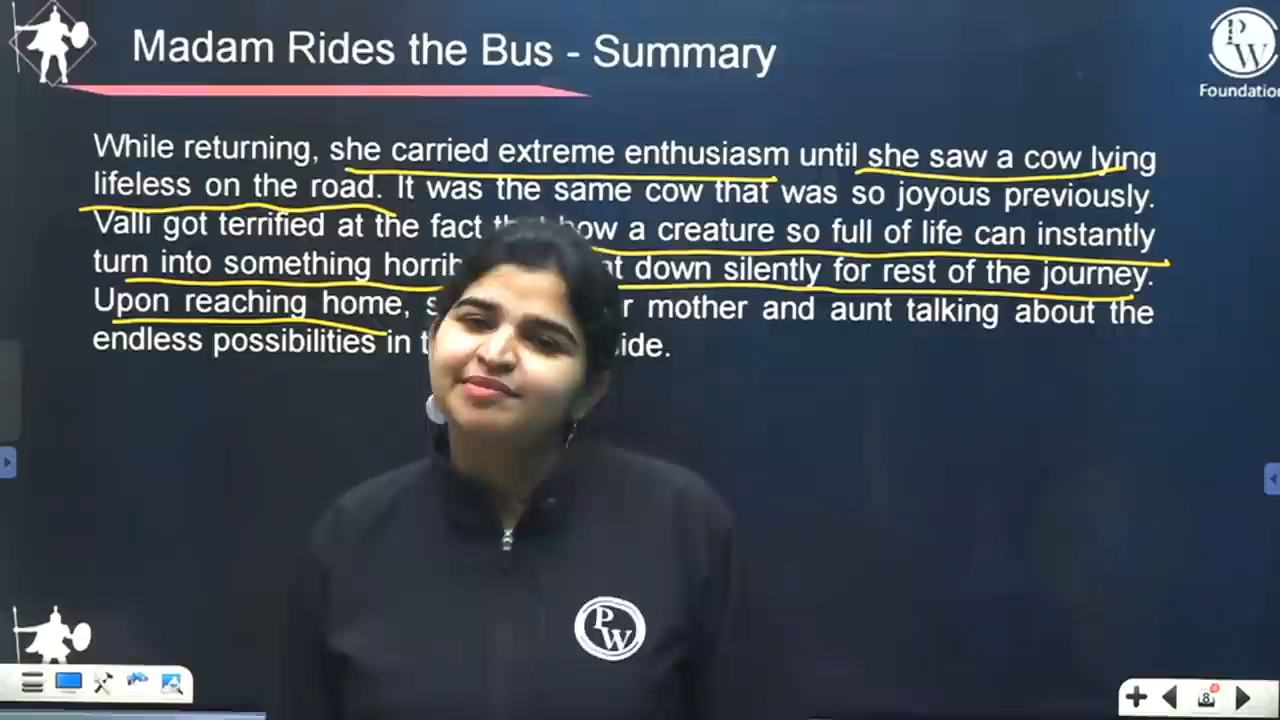 Madam Rides the Bus - Summary
PW
Foundation
While returning, she carried extreme enthusiasm until she saw a cow lying
lifeless on the road. It was the same cow that was so joyous previously.
Valli got terrified at the fact how a creature so full of life can instantly
turn into something down silently for rest of the journey.
Upon reaching home, mother and aunt talking about the
endless possibilities in
PW
8